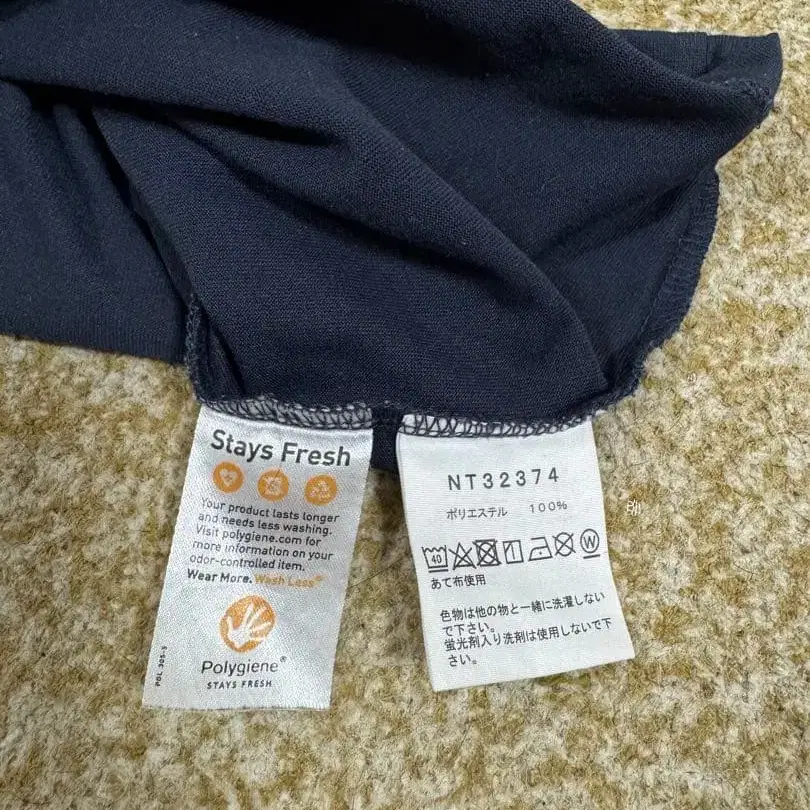 Stays Fresh
Your product lasts longer
and needs less washing.
Visit polygiene.com for
more information on your
odor-controlled item.
Wear More. Wash Less®
Polygiene®
STAYS FRESH
PGL 305-5
NT32374
ポリエステル 100%
40
W
あて布使用
色物は他の物と一緒に洗濯しない
で下さい。
蛍光剤入り洗剤は使用しないで下
さい。